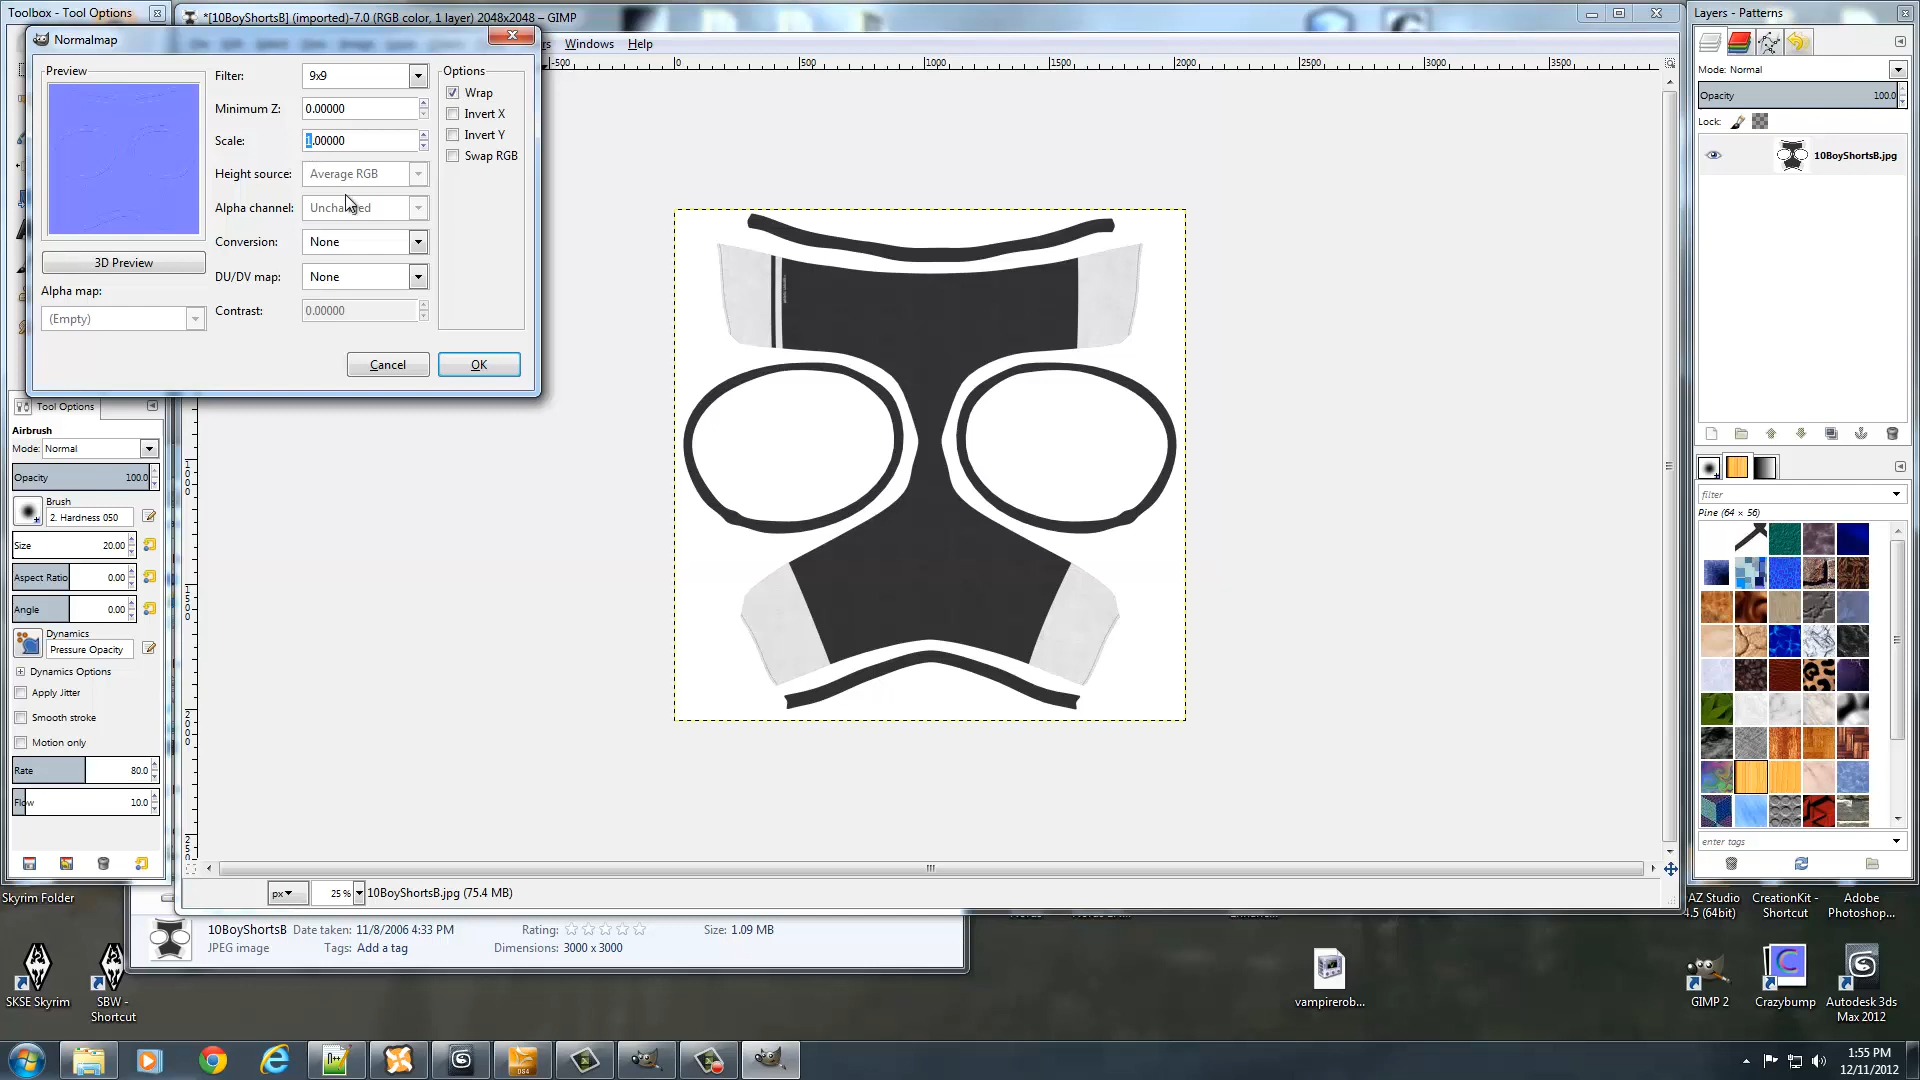 Toolbox - Tool Options
*[10BoyShortsB] (imported)-7.0 (RGB color, 1 layer) 2048x2048 – GIMP
Layers - Patterns
Normalmap
Windows
Help
Preview
3D Preview
Alpha map:
(Empty)
Filter:
9x9
Minimum Z:
0.00000
Scale:
1.00000
Height source:
Average RGB
Alpha channel:
Conversion:
None
DU/DV map:
None
Contrast:
0.00000
Options
Wrap
Invert X
Invert Y
Swap RGB
Cancel
OK
-500
0
500
1000
1500
2000
2500
3000
3500
Tool Options
Airbrush
Mode: Normal
Opacity
100.0
Brush
2. Hardness 050
Size
20.00
Aspect Ratio
0.00
Angle
0.00
Dynamics
Pressure Opacity
Dynamics Options
Apply Jitter
Smooth stroke
Motion only
Rate
80.0
Flow
10.0
1000
1500
2000
px
25 %
10BoyShortsB.jpg (75.4 MB)
Mode: Normal
Opacity
100.0
Lock:
10BoyShortsB.jpg
filter
Pine (64 × 56)
enter tags
Skyrim Folder
SKSE Skyrim
SBW - Shortcut
10BoyShortsB
JPEG image
Date taken: 11/8/2006 4:33 PM
Tags: Add a tag
Rating:
Dimensions: 3000 x 3000
Size: 1.09 MB
vampirerob...
AZ Studio 4.5 (64bit)
CreationKit - Shortcut
Adobe Photoshop...
GIMP 2
Crazybump
Autodesk 3ds Max 2012
DS4
1:55 PM
12/11/2012